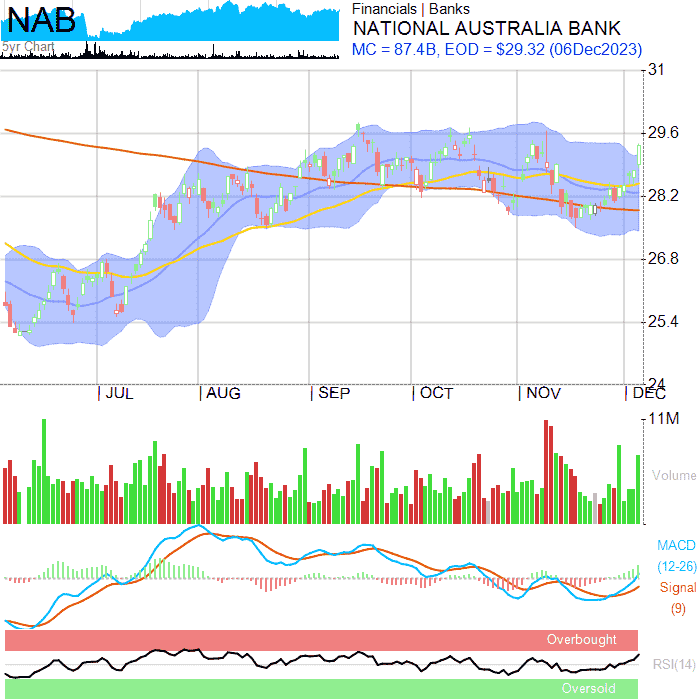 NAB
5yr Chart
Financials | Banks
NATIONAL AUSTRALIA BANK
MC = 87.4B, EOD = $29.32 (06Dec2023)
31
29.6
28.2
26.8
25.4
24
JUL AUG SEP OCT NOV DEC
11M
Volume
MACD
(12-26)
Signal
(9)
Overbought
RSI(14)
Oversold